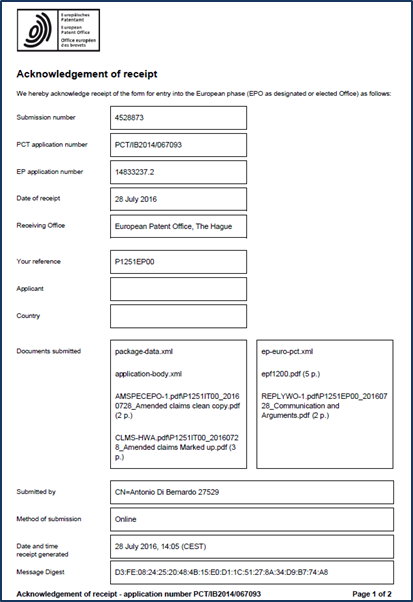 Europäisches
Patentamt
European
Patent Office
Office européen
des brevets
Acknowledgement of receipt
We hereby acknowledge receipt of the form for entry into the European phase (EPO as designated or elected Office) as follows:
Submission number
4528873
PCT application number
PCT/IB2014/067093
EP application number
14833237.2
Date of receipt
28 July 2016
Receiving Office
European Patent Office, The Hague
Your reference
P1251EP00
Applicant
Country
Documents submitted
package-data.xml
ep-euro-pct.xml
application-body.xml
epf1200.pdf (5 p.)
AMSPECEPO-1.pdf\P1251IT00_2016
0728_Amended claims clean copy.pdf
(2 p.)
REPLYWO-1.pdf\P1251EP00_201607
28_Communication and
Arguments.pdf (2 p.)
CLMS-HWA.pdf\P1251IT00_2016072
8_Amended claims Marked up.pdf (3
p.)
Submitted by
CN=Antonio Di Bernardo 27529
Method of submission
Online
Date and time
receipt generated
28 July 2016, 14:05 (CEST)
Message Digest
D3:FE:08:24:25:20:48:4B:15:E0:D1:1C:51:27:8A:34:D9:B7:74:A8
Acknowledgement of receipt - application number PCT/IB2014/067093
Page 1 of 2